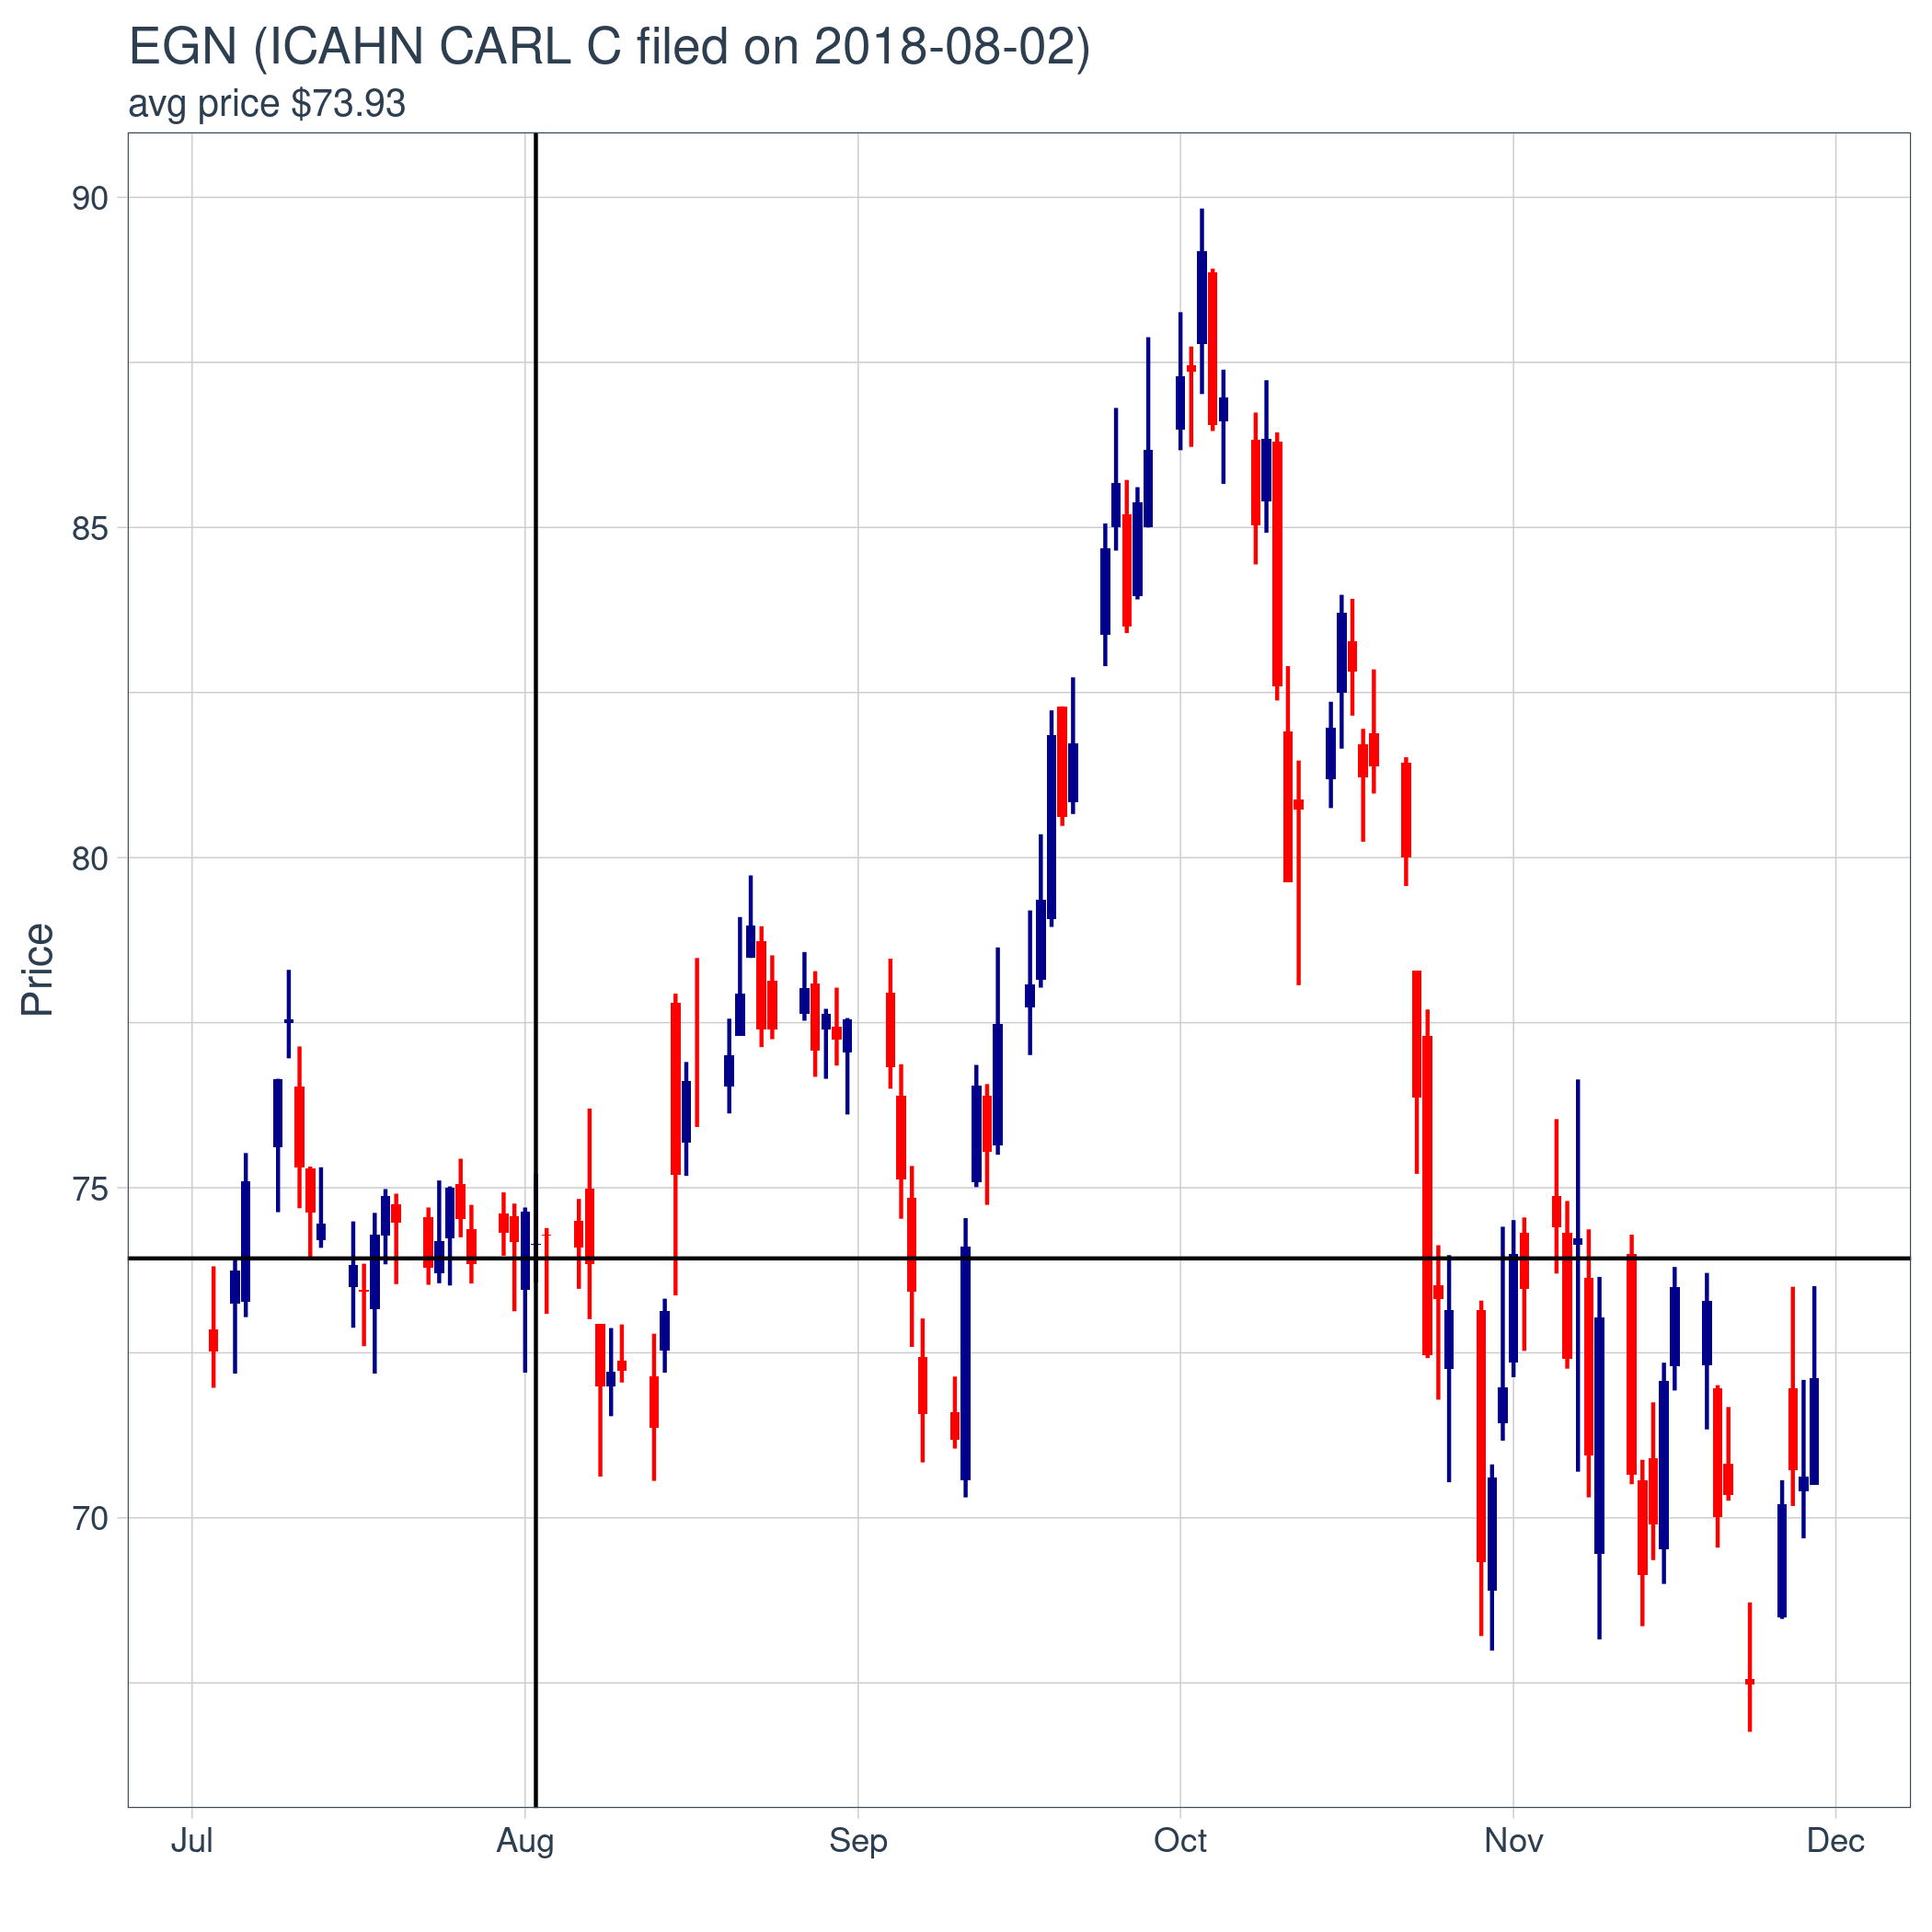 EGN (ICAHN CARL C filed on 2018-08-02)
avg price $73.93
90
85
80
75
70
Price
Jul Aug Sep Oct Nov Dec